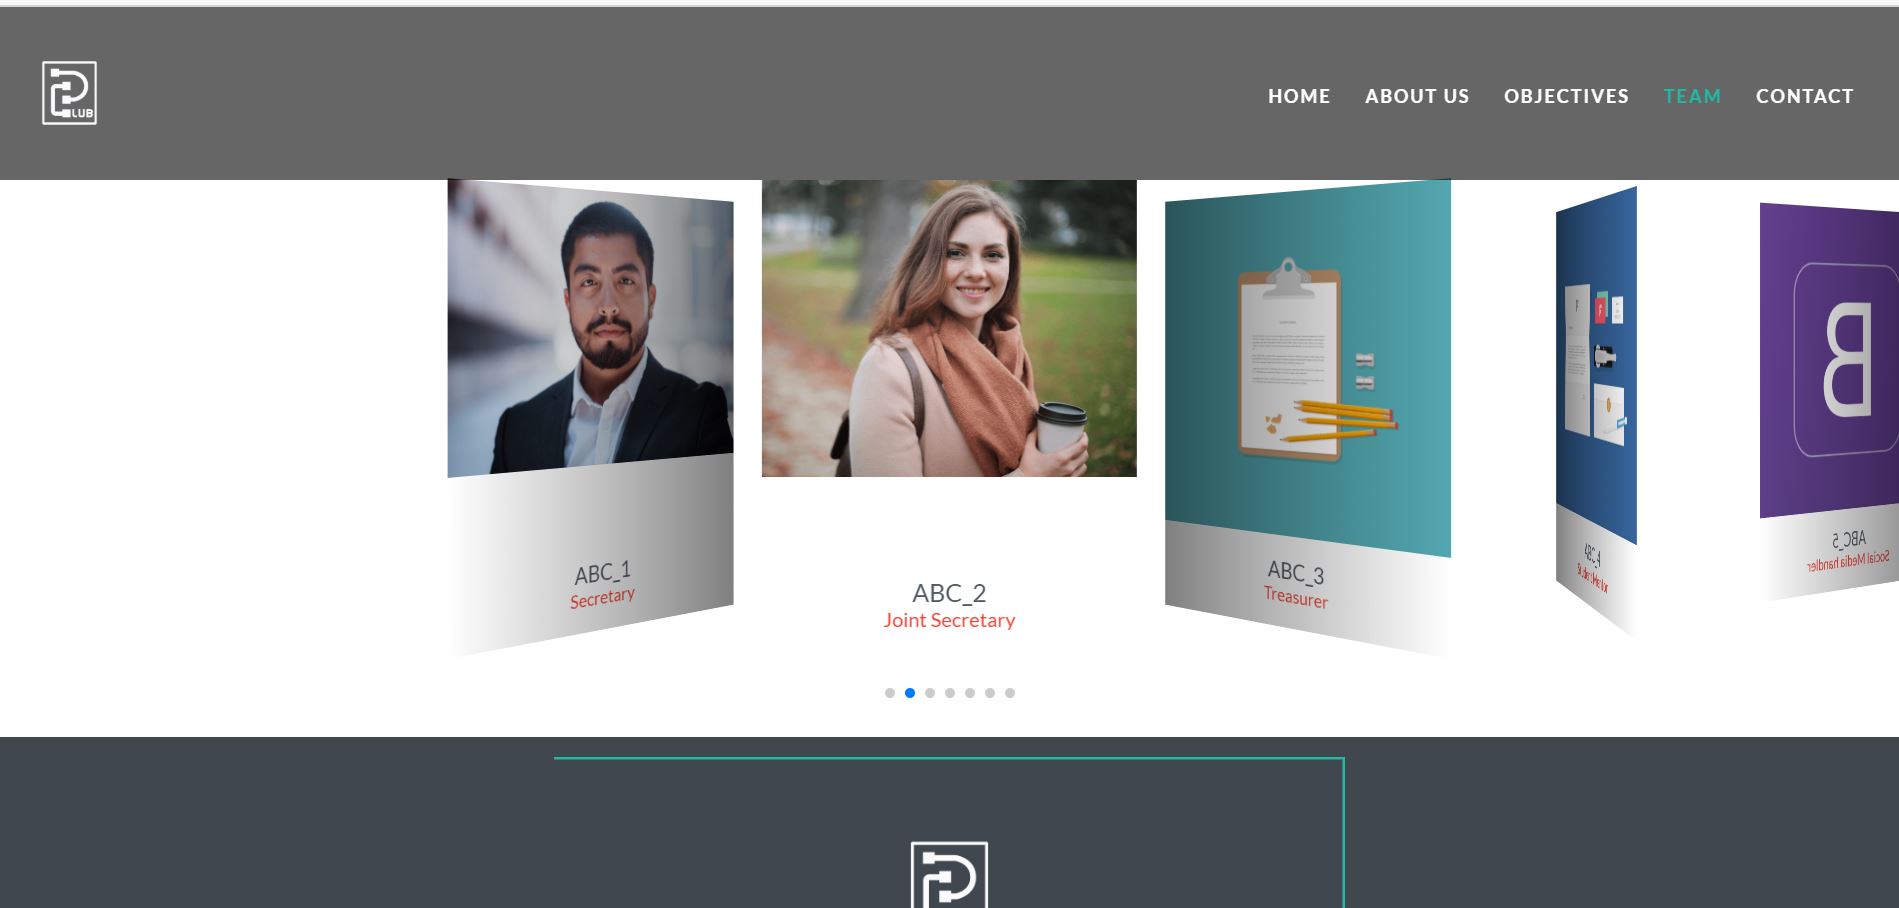 LUB
HOME ABOUT US OBJECTIVES TEAM CONTACT
B
ABC_1
Secretary
ABC_2
Joint Secretary
ABC_3
Treasurer
ABC_4
ABC_5
Social Media handler